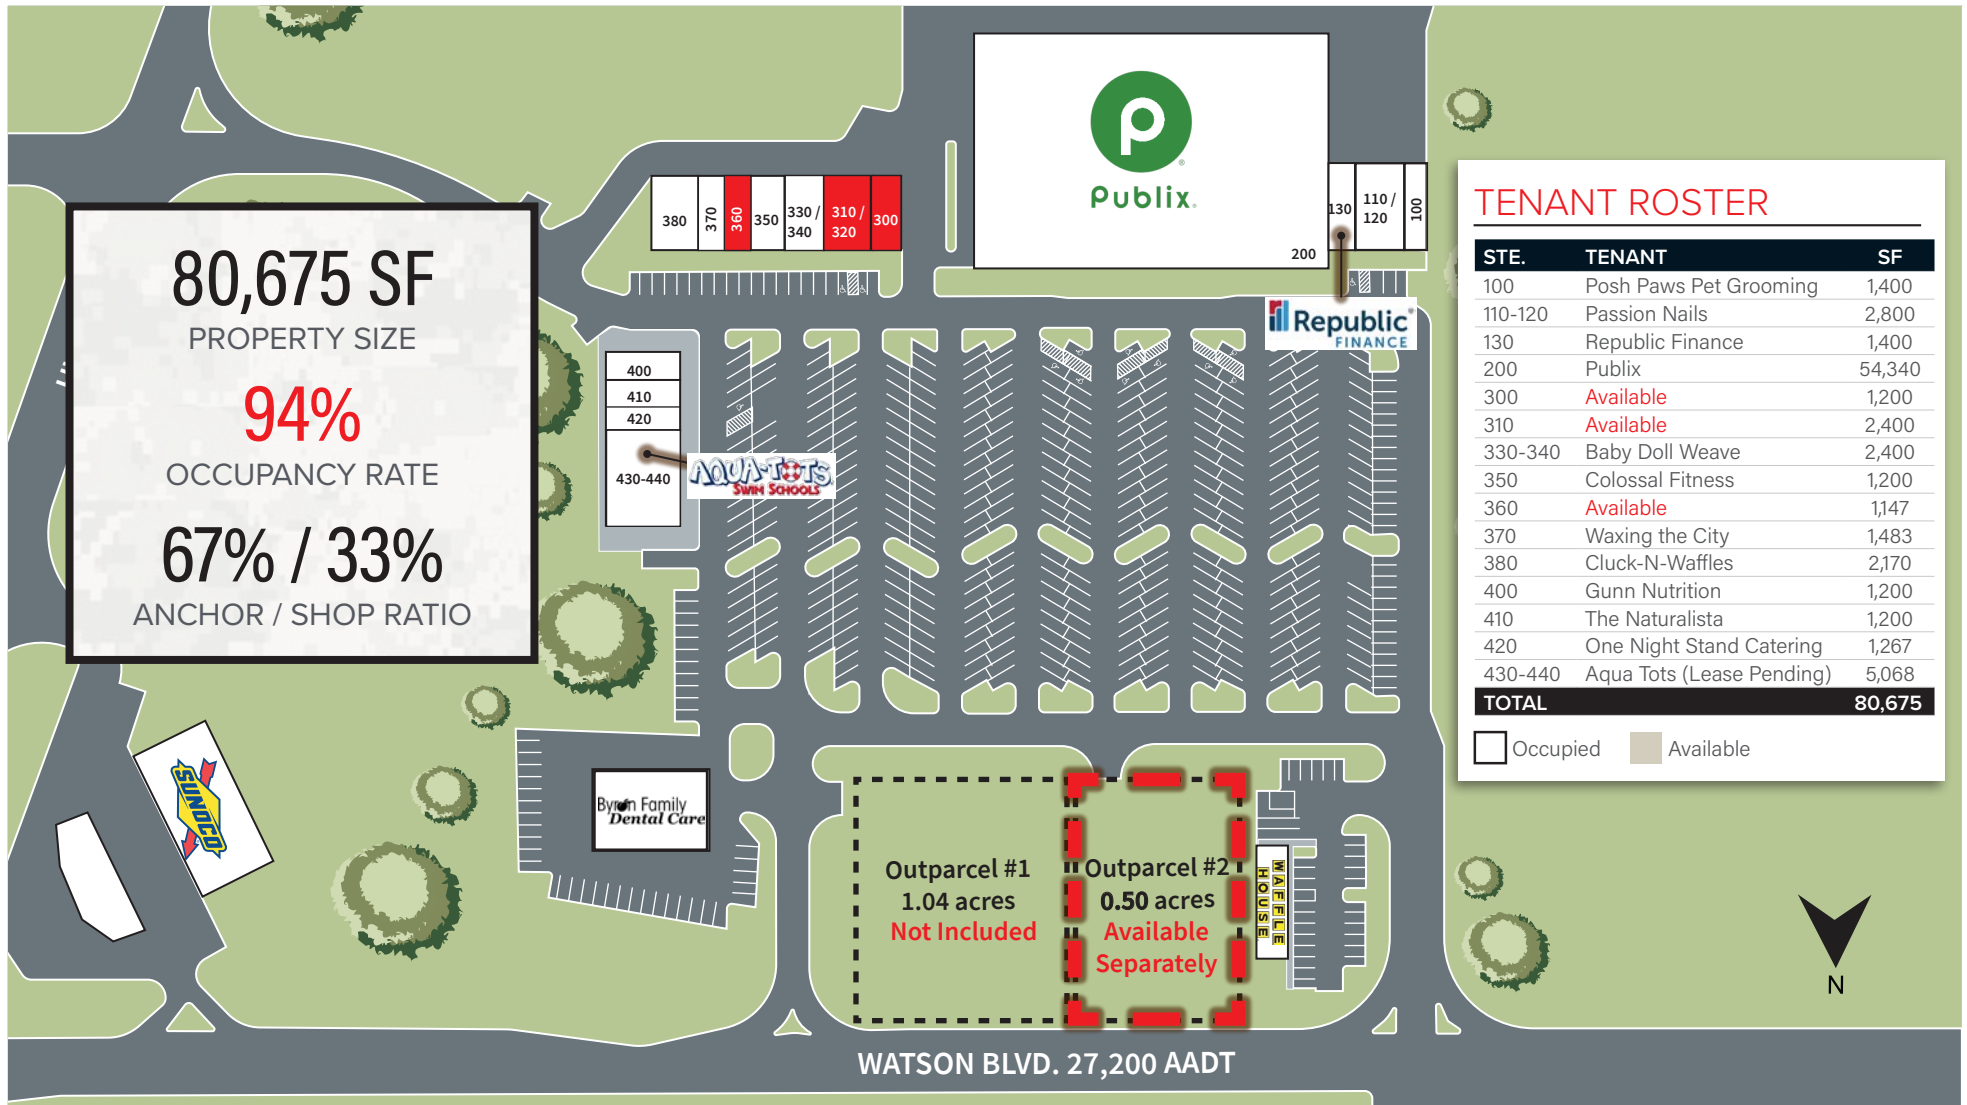 80,675 SF
PROPERTY SIZE
94%
OCCUPANCY RATE
67% / 33%
ANCHOR / SHOP RATIO
380
370
360
350
330 /
340
310 /
320
300
Publix
200
130
110 /
120
100
Republic
FINANCE
400
410
420
430-440
AQUA-TOTS
SWIM SCHOOLS
SUNOCO
Byron Family
Dental Care
Outparcel #1
1.04 acres
Not Included
Outparcel #2
0.50 acres
Available
Separately
WAFFLE
HOUSE
WATSON BLVD. 27,200 AADT
TENANT ROSTER
STE. TENANT SF
100 Posh Paws Pet Grooming 1,400
110-120 Passion Nails 2,800
130 Republic Finance 1,400
200 Publix 54,340
300 Available 1,200
310 Available 2,400
330-340 Baby Doll Weave 2,400
350 Colossal Fitness 1,200
360 Available 1,147
370 Waxing the City 1,483
380 Cluck-N-Waffles 2,170
400 Gunn Nutrition 1,200
410 The Naturalista 1,200
420 One Night Stand Catering 1,267
430-440 Aqua Tots (Lease Pending) 5,068
TOTAL 80,675
Occupied Available
N